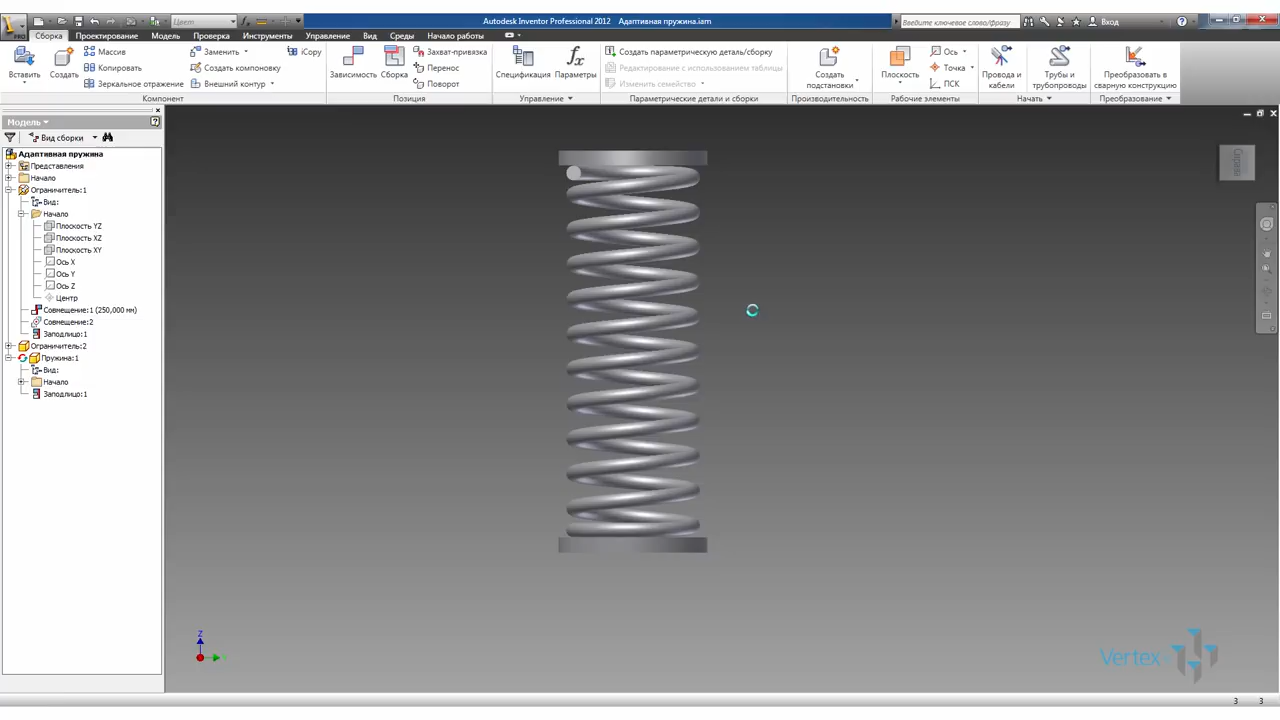 PRO
Цвет
Autodesk Inventor Professional 2012 Адаптивная пружина.iam
Введите ключевое слово/фразу
Вход
Сборка Проектирование Модель Проверка Инструменты Управление Вид Среды Начало работы
Вставить
Создать
Массив
Копировать
Зеркальное отражение
Заменить
Создать компоновку
Внешний контур
iCopy
Компонент
Зависимость
Сборка
Захват-привязка
Перенос
Поворот
Позиция
Спецификация
fx
Параметры
Управление
Создать параметрическую деталь/сборку
Редактирование с использованием таблицы
Изменить семейство
Параметрические детали и сборки
Создать подстановки
Производительность
Плоскость
Ось
Точка
ПСК
Рабочие элементы
Провода и кабели
Трубы и трубопроводы
Начать
Преобразовать в сварную конструкцию
Преобразование
Модель
Вид сборки
Адаптивная пружина
Представления
Начало
Ограничитель:1
Вид:
Начало
Плоскость YZ
Плоскость XZ
Плоскость XY
Ось X
Ось Y
Ось Z
Центр
Совмещение:1 (250,000 мм)
Совмещение:2
Заподлицо:1
Ограничитель:2
Пружина:1
Вид:
Начало
Заподлицо:1
Справа
Z
Vertex
3 3